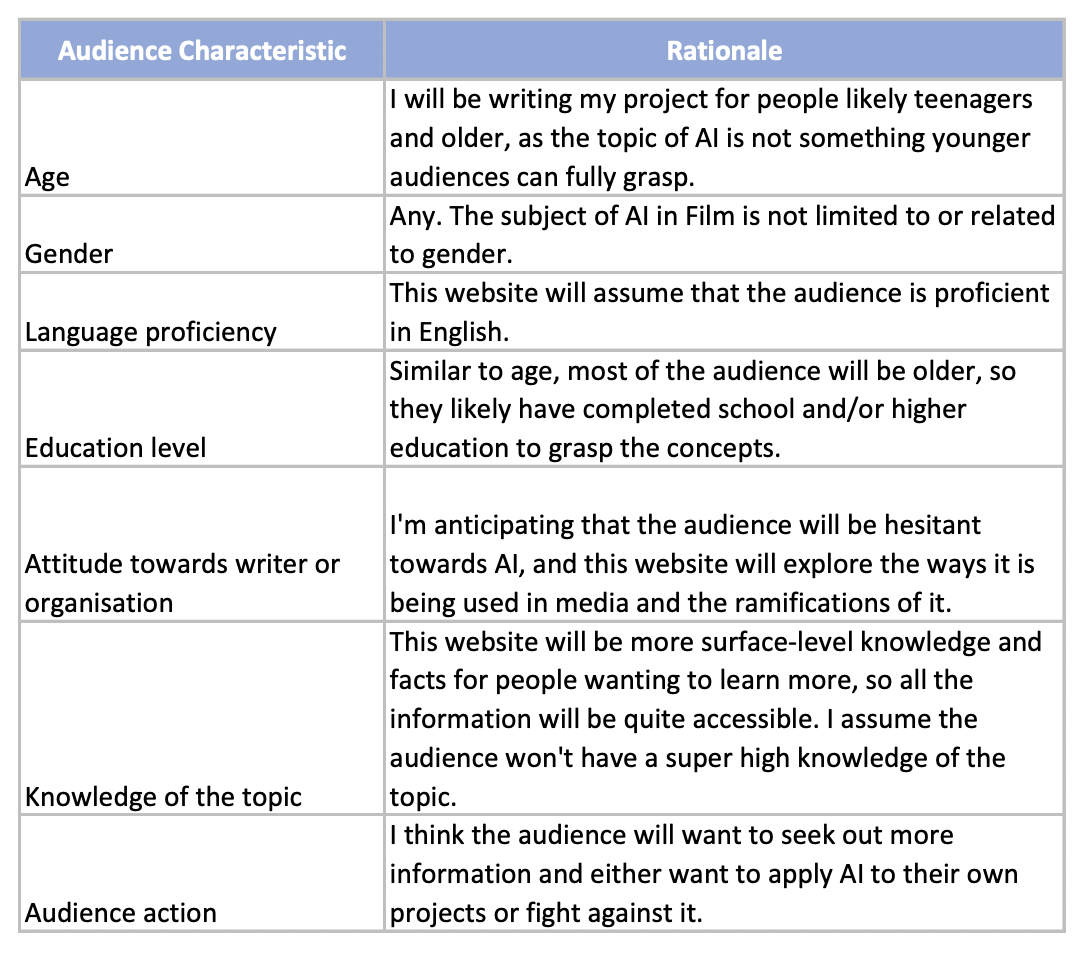 Audience Characteristic
Rationale
Age
I will be writing my project for people likely teenagers
and older, as the topic of AI is not something younger
audiences can fully grasp.
Gender
Any. The subject of AI in Film is not limited to or related
to gender.
Language proficiency
This website will assume that the audience is proficient
in English.
Education level
Similar to age, most of the audience will be older, so
they likely have completed school and/or higher
education to grasp the concepts.
Attitude towards writer or
organisation
I'm anticipating that the audience will be hesitant
towards AI, and this website will explore the ways it is
being used in media and the ramifications of it.
Knowledge of the topic
This website will be more surface-level knowledge and
facts for people wanting to learn more, so all the
information will be quite accessible. I assume the
audience won't have a super high knowledge of the
topic.
Audience action
I think the audience will want to seek out more
information and either want to apply AI to their own
projects or fight against it.